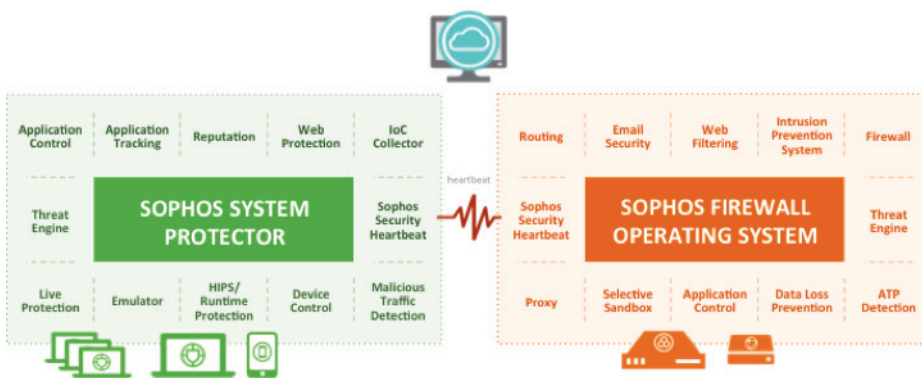 Application
Control
Application
Tracking
Reputation
Web
Protection
IoC
Collector
Threat
Engine
SOPHOS SYSTEM
PROTECTOR
Sophos
Security
Heartbeat
Live
Protection
Emulator
HIPS/
Runtime
Protection
Device
Control
Malicious
Traffic
Detection
heartbeat
Routing
Email
Security
Web
Filtering
Intrusion
Prevention
System
Firewall
Sophos
Security
Heartbeat
SOPHOS FIREWALL
OPERATING SYSTEM
Threat
Engine
Proxy
Selective
Sandbox
Application
Control
Data Loss
Prevention
ATP
Detection